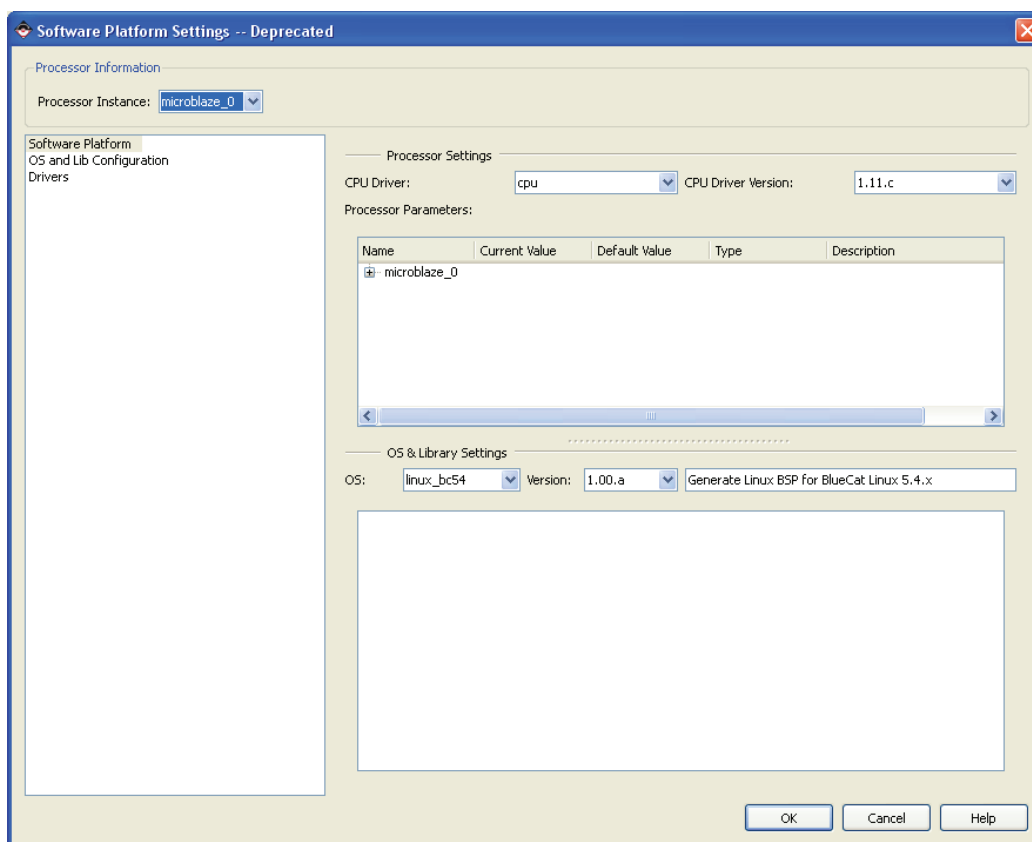 Software Platform Settings -- Deprecated
Processor Information
Processor Instance: microblaze_0
Software Platform
OS and Lib Configuration
Drivers
Processor Settings
CPU Driver: cpu CPU Driver Version: 1.11.c
Processor Parameters:
Name Current Value Default Value Type Description
microblaze_0
OS & Library Settings
OS: linux_bc54 Version: 1.00.a Generate Linux BSP for BlueCat Linux 5.4.x
OK Cancel Help